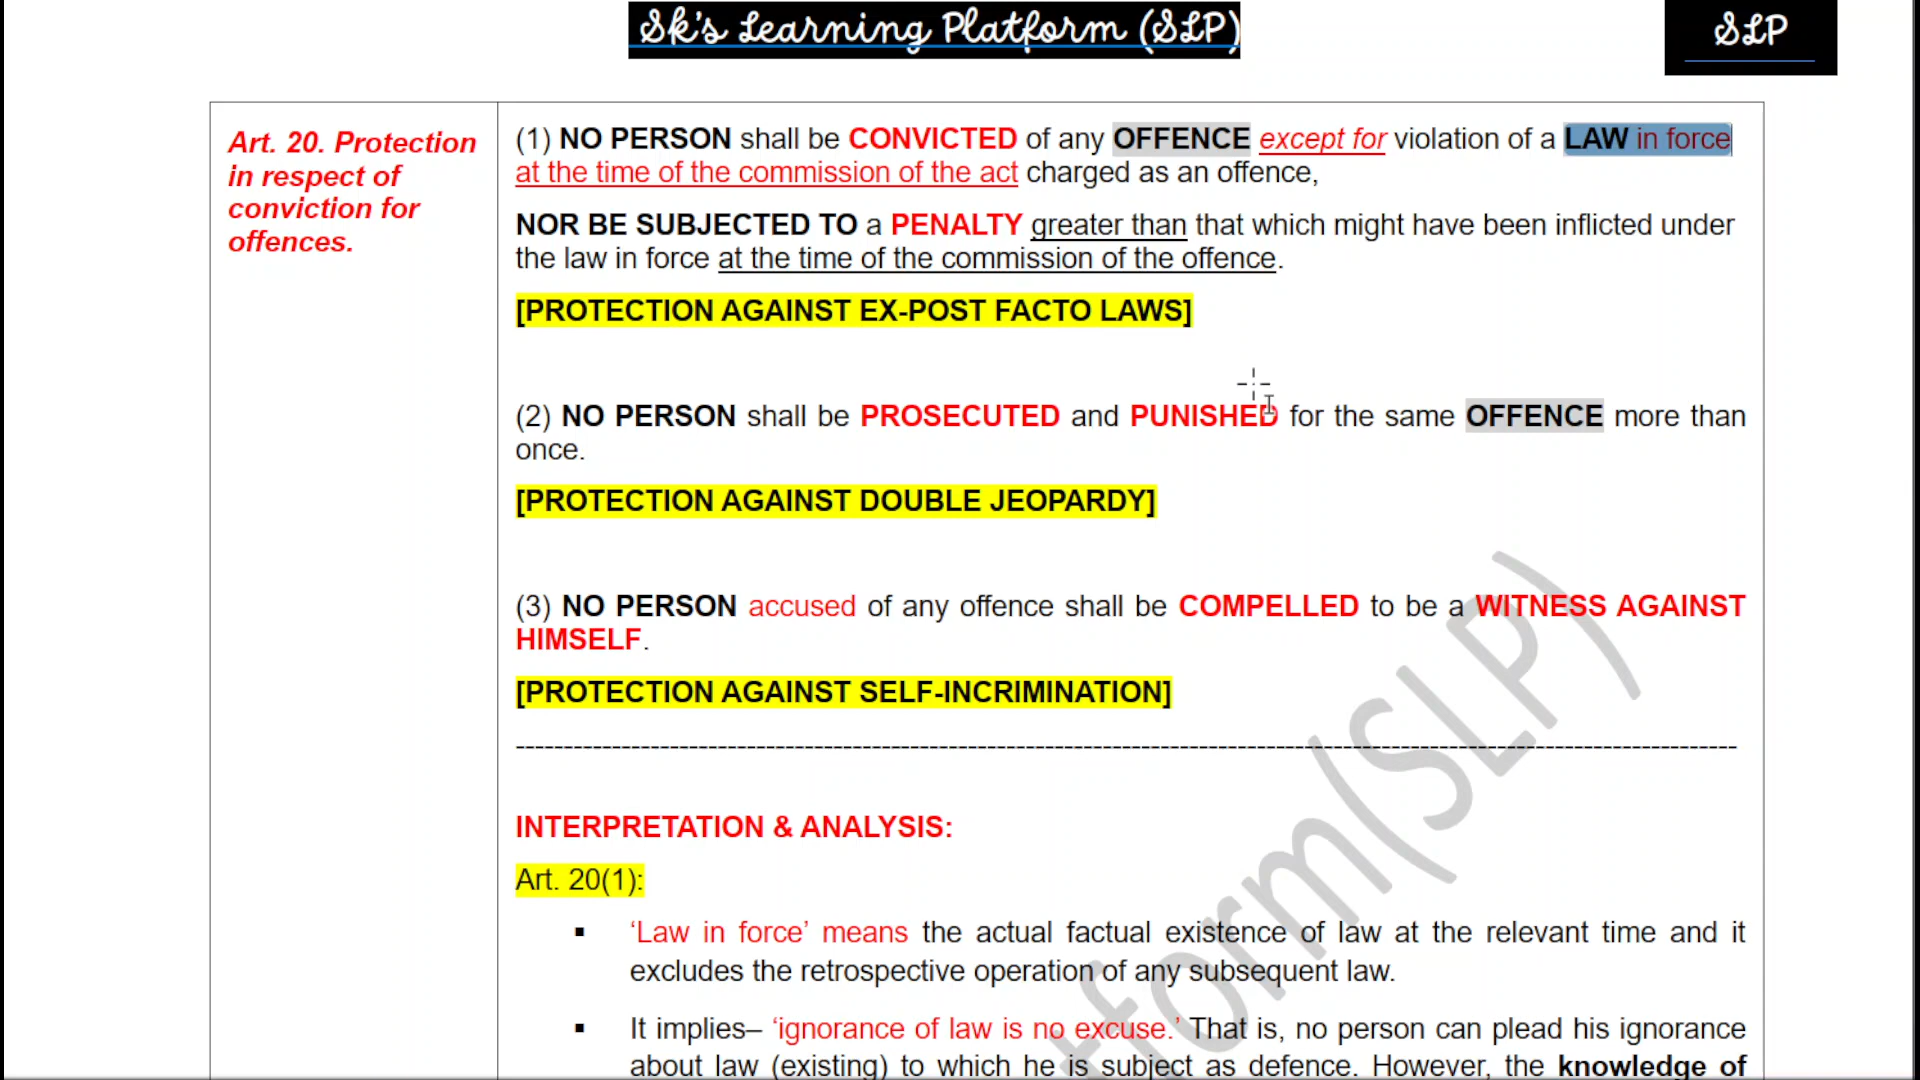 Sk's Learning Platform (SLP)
SLP
Art. 20. Protection
in respect of
conviction for
offences.
(1) NO PERSON shall be CONVICTED of any OFFENCE except for violation of a LAW in force
at the time of the commission of the act charged as an offence,
NOR BE SUBJECTED TO a PENALTY greater than that which might have been inflicted under
the law in force at the time of the commission of the offence.
[PROTECTION AGAINST EX-POST FACTO LAWS]
(2) NO PERSON shall be PROSECUTED and PUNISHED for the same OFFENCE more than
once.
[PROTECTION AGAINST DOUBLE JEOPARDY]
(3) NO PERSON accused of any offence shall be COMPELLED to be a WITNESS AGAINST
HIMSELF.
[PROTECTION AGAINST SELF-INCRIMINATION]
INTERPRETATION & ANALYSIS:
Art. 20(1):
▪ ‘Law in force’ means the actual factual existence of law at the relevant time and it
excludes the retrospective operation of any subsequent law.
▪ It implies– ‘ignorance of law is no excuse.’ That is, no person can plead his ignorance
about law (existing) to which he is subject as defence. However, the knowledge of
tform(SLP)